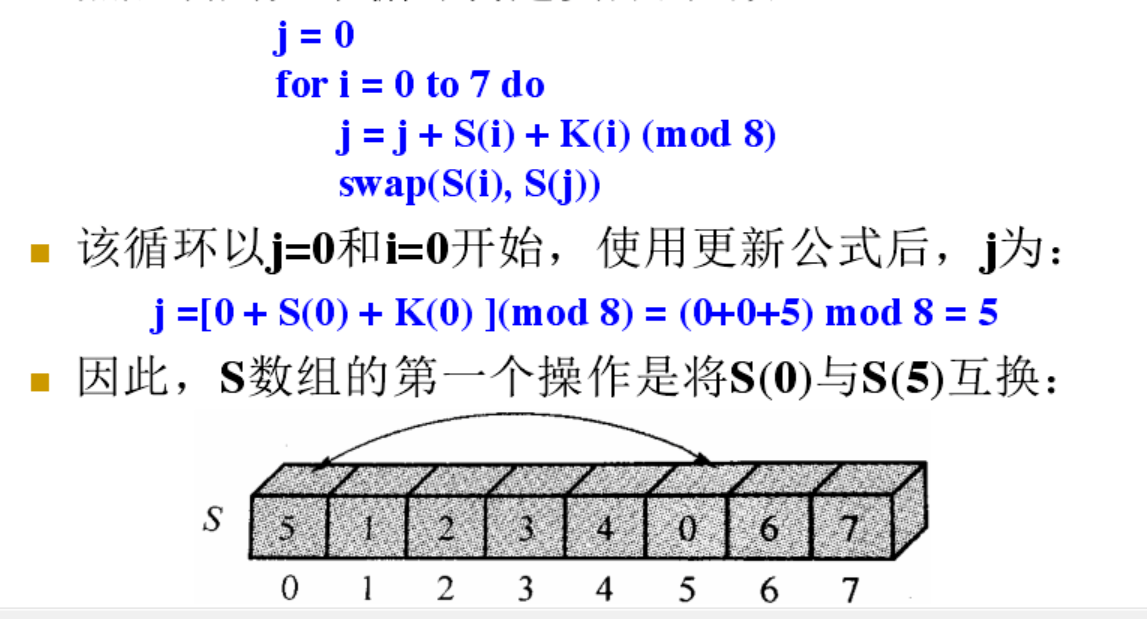 j = 0
for i = 0 to 7 do
j = j + S(i) + K(i) (mod 8)
swap(S(i), S(j))
该循环以j=0和i=0开始，使用更新公式后，j为：
j =[0 + S(0) + K(0) ](mod 8) = (0+0+5) mod 8 = 5
因此，S数组的第一个操作是将S(0)与S(5)互换：
S 5 1 2 3 4 0 6 7
0 1 2 3 4 5 6 7